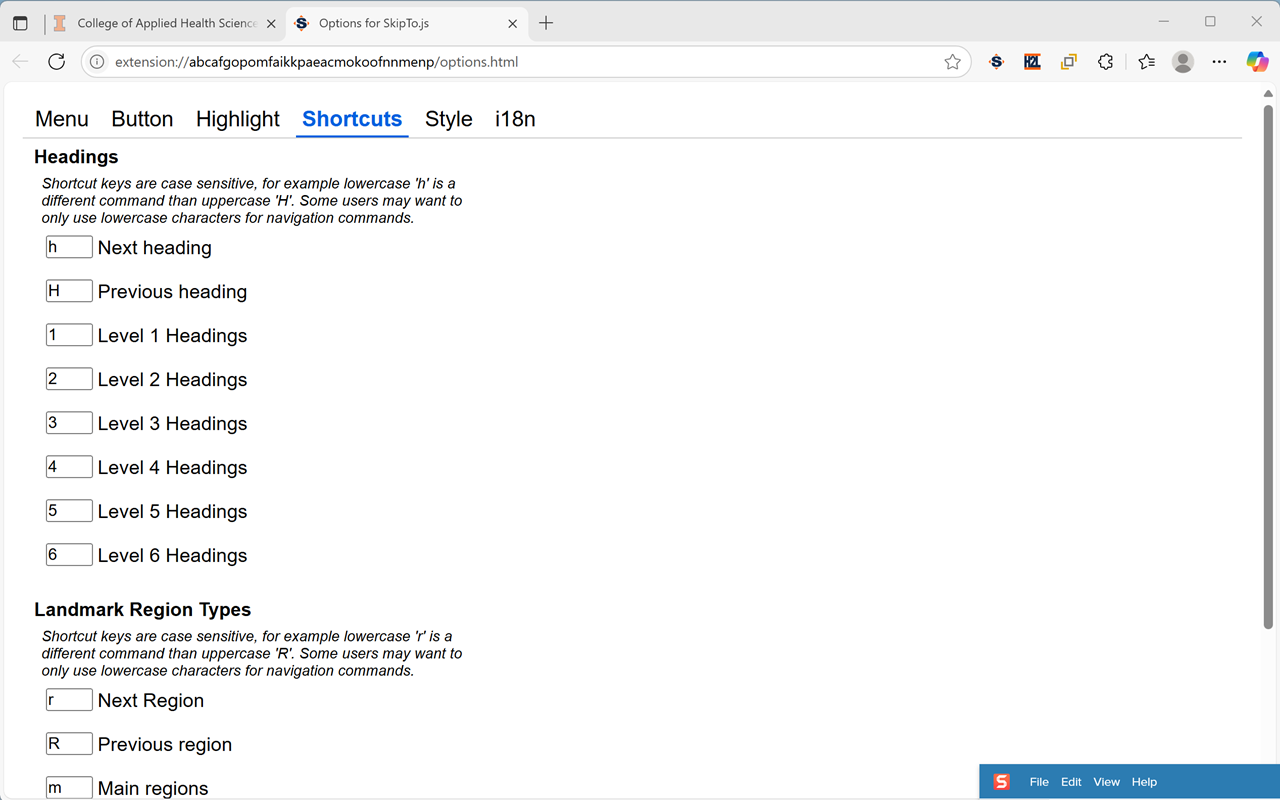 College of Applied Health Science
Options for SkipTo.js
extension://abcafgopomfaikkpaeacmokoifnnmenp/options.html
H2L
Menu Button Highlight Shortcuts Style i18n
Headings
Shortcut keys are case sensitive, for example lowercase 'h' is a
different command than uppercase 'H'. Some users may want to
only use lowercase characters for navigation commands.
h Next heading
H Previous heading
1 Level 1 Headings
2 Level 2 Headings
3 Level 3 Headings
4 Level 4 Headings
5 Level 5 Headings
6 Level 6 Headings
Landmark Region Types
Shortcut keys are case sensitive, for example lowercase 'r' is a
different command than uppercase 'R'. Some users may want to
only use lowercase characters for navigation commands.
r Next Region
R Previous region
m Main regions
S File Edit View Help